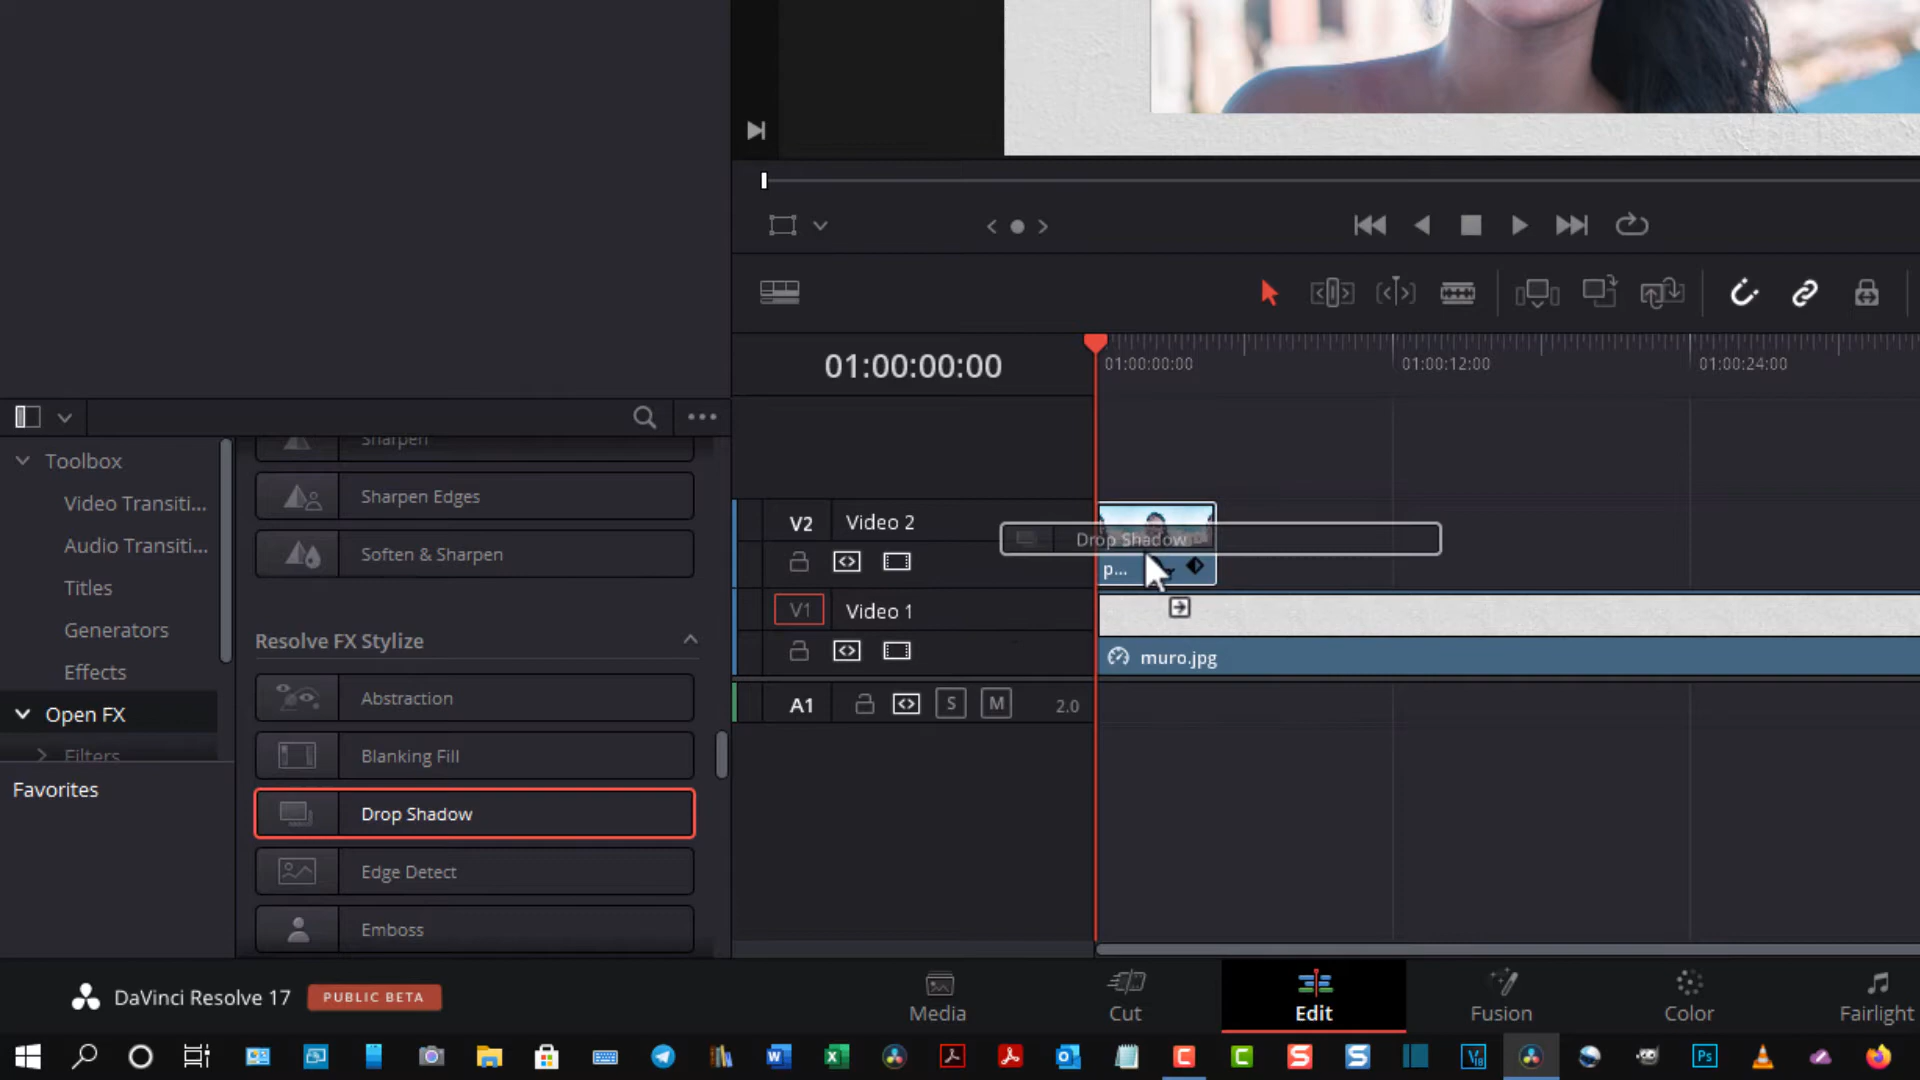 01:00:00:00
01:00:00:00
01:00:12:00
01:00:24:00
Toolbox
Video Transiti...
Audio Transiti...
Titles
Generators
Effects
Open FX
Filters
Favorites
Sharpen
Sharpen Edges
Soften & Sharpen
Resolve FX Stylize
Abstraction
Blanking Fill
Drop Shadow
Edge Detect
Emboss
V2 Video 2
Drop Shadow
p...
V1 Video 1
muro.jpg
A1 S M 2.0
DaVinci Resolve 17 PUBLIC BETA
Media
Cut
Edit
Fusion
Color
Fairlight